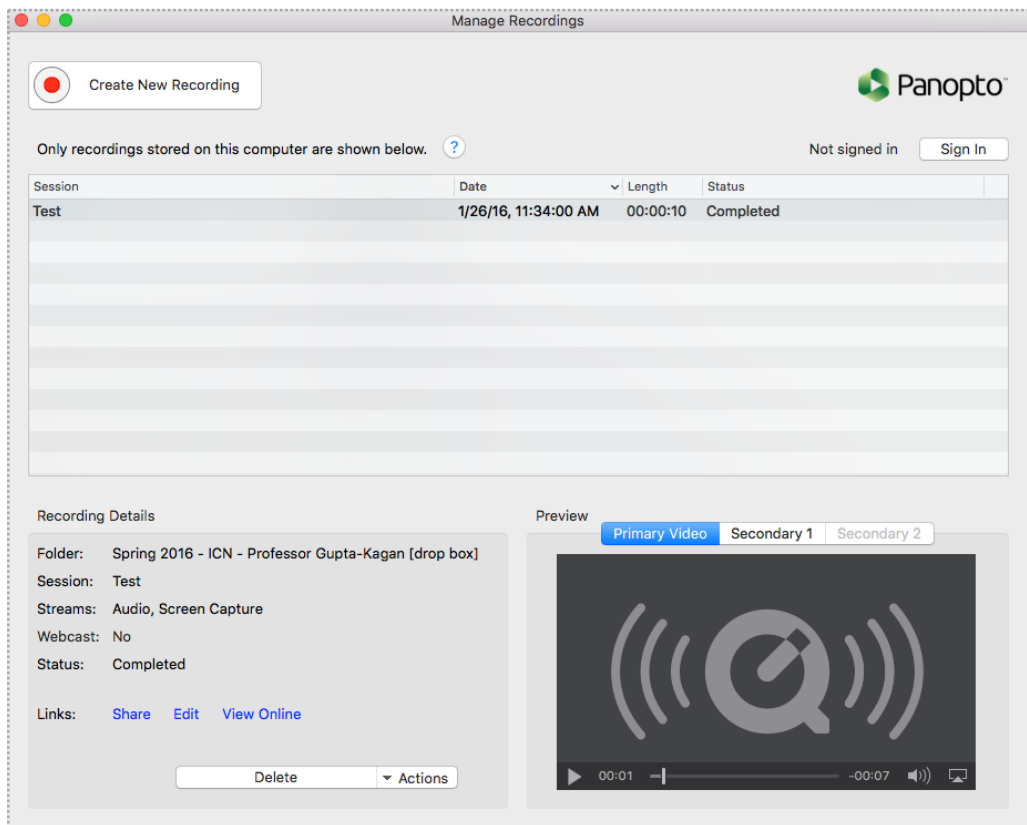 Manage Recordings
Create New Recording
Panopto™
Only recordings stored on this computer are shown below. ?
Not signed in Sign In
Session Date Length Status
Test 1/26/16, 11:34:00 AM 00:00:10 Completed
Recording Details
Folder: Spring 2016 - ICN - Professor Gupta-Kagan [drop box]
Session: Test
Streams: Audio, Screen Capture
Webcast: No
Status: Completed
Links: Share Edit View Online
Delete Actions
Preview
Primary Video Secondary 1 Secondary 2
00:01 -00:07